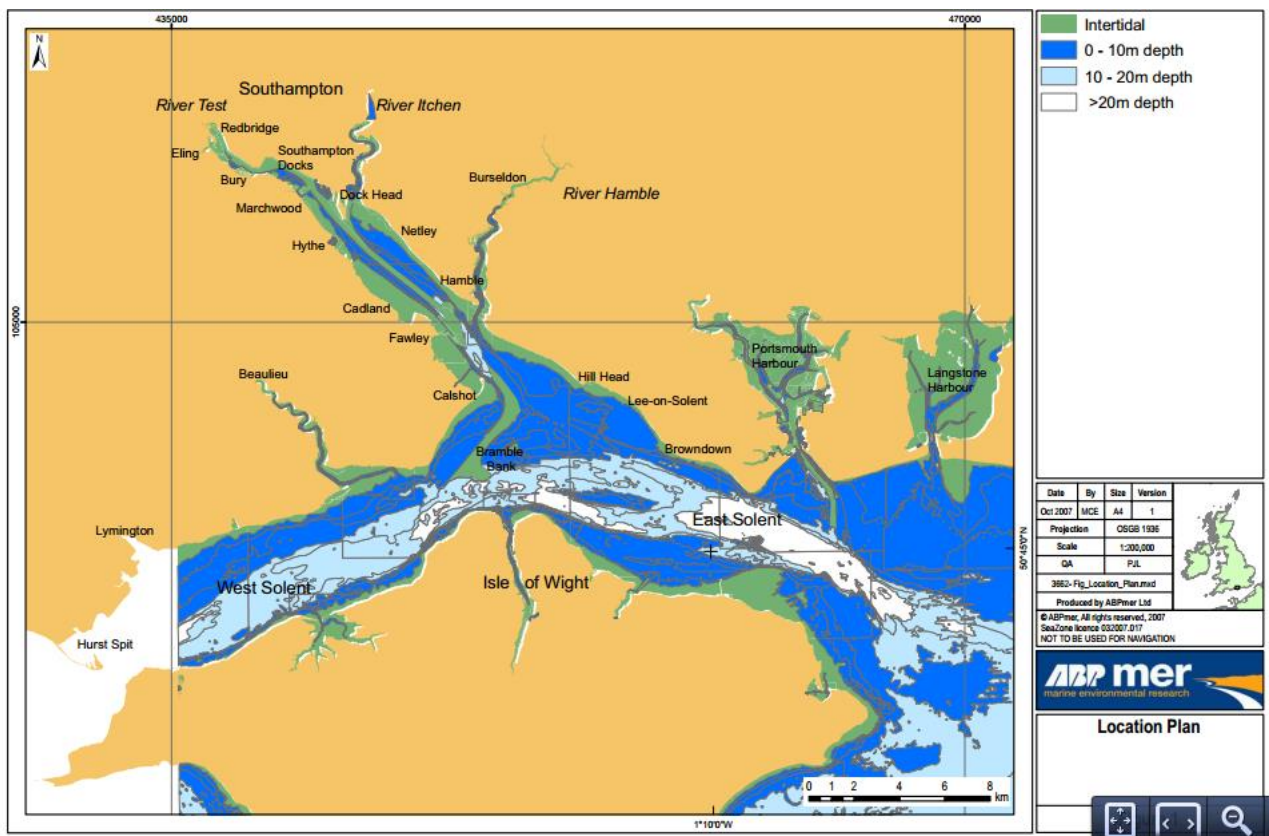 435000
470000
N
Southampton
River Test
River Itchen
Redbridge
Eling
Southampton
Docks
Bury
Dock Head
Marchwood
Burseldon
River Hamble
Netley
Hythe
Hamble
Cadland
105000
Fawley
Portsmouth
Harbour
Beaulieu
Hill Head
Langstone
Harbour
Calshot
Lee-on-Solent
Bramble
Bank
Browndown
Lymington
East Solent
50°45'0"N
West Solent
Isle of Wight
Hurst Spit
0 1 2 4 6 8
km
1°10'0"W
Intertidal
0 - 10m depth
10 - 20m depth
>20m depth
Date By Size Version
Oct 2007 MCE A4 1
Projection OSGB 1936
Scale 1:200,000
QA PJL
3662- Fig_Location_Plan.mxd
Produced by ABPmer Ltd
© ABPmer, All rights reserved, 2007
SeaZone licence 032007.017
NOT TO BE USED FOR NAVIGATION
ABP mer
marine environmental research
Location Plan